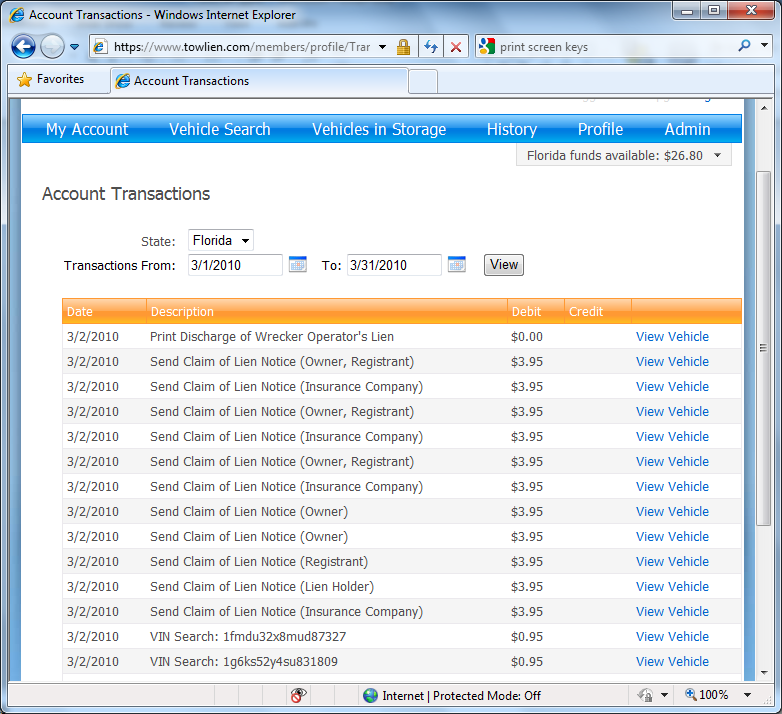 Account Transactions - Windows Internet Explorer
https://www.towlien.com/members/profile/Trar
print screen keys
Favorites
Account Transactions
My Account Vehicle Search Vehicles in Storage History Profile Admin
Florida funds available: $26.80
Account Transactions
State: Florida
Transactions From: 3/1/2010 To: 3/31/2010 View
Date Description Debit Credit
3/2/2010 Print Discharge of Wrecker Operator's Lien $0.00 View Vehicle
3/2/2010 Send Claim of Lien Notice (Owner, Registrant) $3.95 View Vehicle
3/2/2010 Send Claim of Lien Notice (Insurance Company) $3.95 View Vehicle
3/2/2010 Send Claim of Lien Notice (Owner, Registrant) $3.95 View Vehicle
3/2/2010 Send Claim of Lien Notice (Insurance Company) $3.95 View Vehicle
3/2/2010 Send Claim of Lien Notice (Owner, Registrant) $3.95 View Vehicle
3/2/2010 Send Claim of Lien Notice (Insurance Company) $3.95 View Vehicle
3/2/2010 Send Claim of Lien Notice (Owner) $3.95 View Vehicle
3/2/2010 Send Claim of Lien Notice (Owner) $3.95 View Vehicle
3/2/2010 Send Claim of Lien Notice (Registrant) $3.95 View Vehicle
3/2/2010 Send Claim of Lien Notice (Lien Holder) $3.95 View Vehicle
3/2/2010 Send Claim of Lien Notice (Insurance Company) $3.95 View Vehicle
3/2/2010 VIN Search: 1fmdu32x8mud87327 $0.95 View Vehicle
3/2/2010 VIN Search: 1g6ks52y4su831809 $0.95 View Vehicle
Internet | Protected Mode: Off 100%